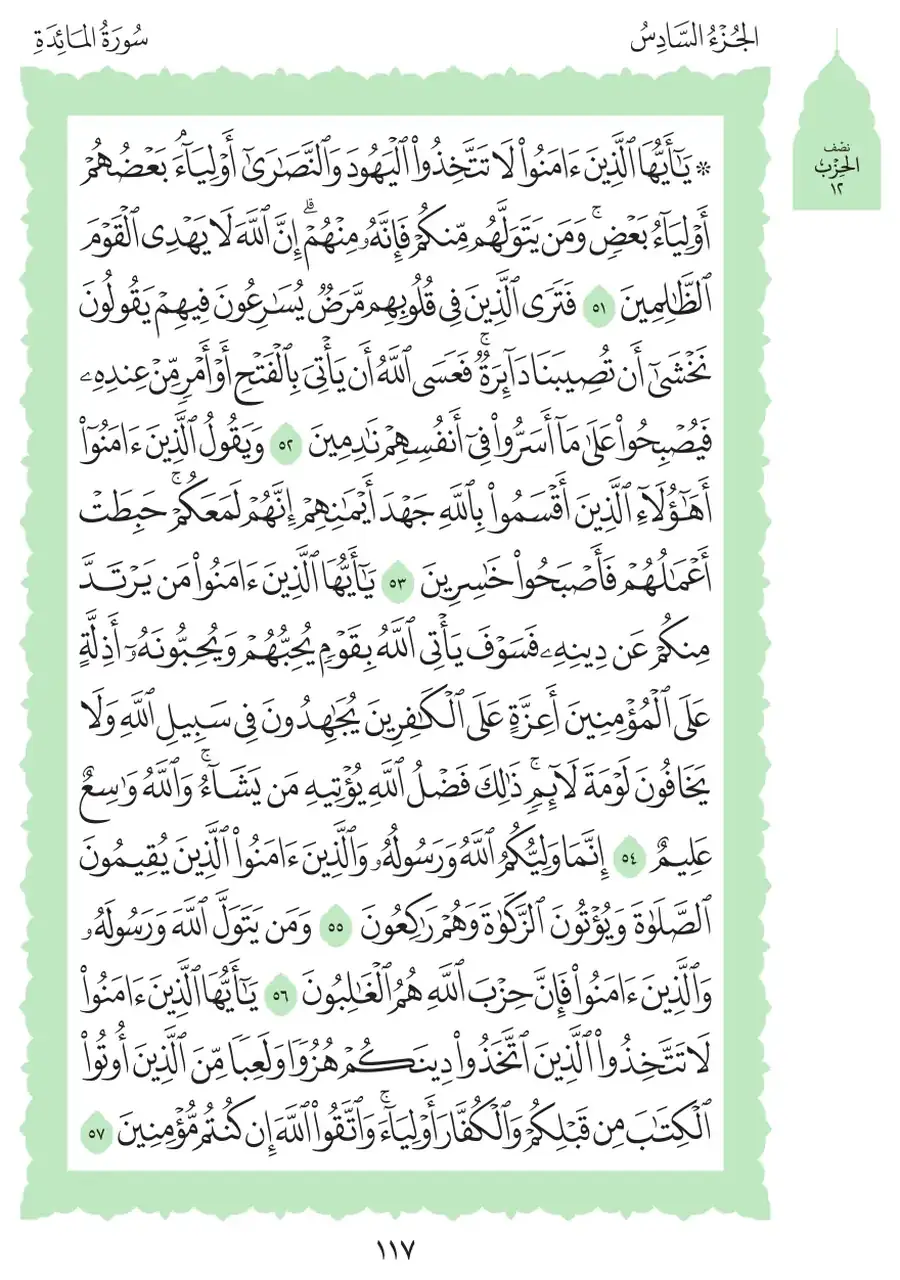 الجُزْءُ السَّادِسُ
سُورَةُ المَائِدَةِ
نصف
الحزب
١٢
* يَٰٓأَيُّهَا ٱلَّذِينَ ءَامَنُوا۟ لَا تَتَّخِذُوا۟ ٱلْيَهُودَ وَٱلنَّصَٰرَىٰٓ أَوْلِيَآءَۘ بَعْضُهُمْ
أَوْلِيَآءُ بَعْضٍۚ وَمَن يَتَوَلَّهُم مِّنكُمْ فَإِنَّهُۥ مِنْهُمْۗ إِنَّ ٱللَّهَ لَا يَهْدِى ٱلْقَوْمَ
ٱلظَّٰلِمِينَ ٥١ فَتَرَى ٱلَّذِينَ فِى قُلُوبِهِم مَّرَضٌ يُسَٰرِعُونَ فِيهِمْ يَقُولُونَ
نَخْشَىٰٓ أَن تُصِيبَنَا دَآئِرَةٌۚ فَعَسَى ٱللَّهُ أَن يَأْتِىَ بِٱلْفَتْحِ أَوْ أَمْرٍ مِّنْ عِندِهِۦ
فَيُصْبِحُوا۟ عَلَىٰ مَآ أَسَرُّوا۟ فِىٓ أَنفُسِهِمْ نَٰدِمِينَ ٥٢ وَيَقُولُ ٱلَّذِينَ ءَامَنُوٓا۟
أَهَٰٓؤُلَآءِ ٱلَّذِينَ أَقْسَمُوا۟ بِٱللَّهِ جَهْدَ أَيْمَٰنِهِمْ إِنَّهُمْ لَمَعَكُمْۚ حَبِطَتْ
أَعْمَٰلُهُمْ فَأَصْبَحُوا۟ خَٰسِرِينَ ٥٣ يَٰٓأَيُّهَا ٱلَّذِينَ ءَامَنُوا۟ مَن يَرْتَدَّ
مِنكُمْ عَن دِينِهِۦ فَسَوْفَ يَأْتِى ٱللَّهُ بِقَوْمٍ يُحِبُّهُمْ وَيُحِبُّونَهُۥٓ أَذِلَّةٍ
عَلَى ٱلْمُؤْمِنِينَ أَعِزَّةٍ عَلَى ٱلْكَٰفِرِينَ يُجَٰهِدُونَ فِى سَبِيلِ ٱللَّهِ وَلَا
يَخَافُونَ لَوْمَةَ لَآئِمٍۚ ذَٰلِكَ فَضْلُ ٱللَّهِ يُؤْتِيهِ مَن يَشَآءُۚ وَٱللَّهُ وَٰسِعٌ
عَلِيمٌ ٥٤ إِنَّمَا وَلِيُّكُمُ ٱللَّهُ وَرَسُولُهُۥ وَٱلَّذِينَ ءَامَنُوا۟ ٱلَّذِينَ يُقِيمُونَ
ٱلصَّلَوٰةَ وَيُؤْتُونَ ٱلزَّكَوٰةَ وَهُمْ رَٰكِعُونَ ٥٥ وَمَن يَتَوَلَّ ٱللَّهَ وَرَسُولَهُۥ
وَٱلَّذِينَ ءَامَنُوا۟ فَإِنَّ حِزْبَ ٱللَّهِ هُمُ ٱلْغَٰلِبُونَ ٥٦ يَٰٓأَيُّهَا ٱلَّذِينَ ءَامَنُوا۟
لَا تَتَّخِذُوا۟ ٱلَّذِينَ ٱتَّخَذُوا۟ دِينَكُمْ هُزُوًا وَلَعِبًا مِّنَ ٱلَّذِينَ أُوتُوا۟
ٱلْكِتَٰبَ مِن قَبْلِكُمْ وَٱلْكُفَّارَ أَوْلِيَآءَۚ وَٱتَّقُوا۟ ٱللَّهَ إِن كُنتُم مُّؤْمِنِينَ ٥٧
١١٧